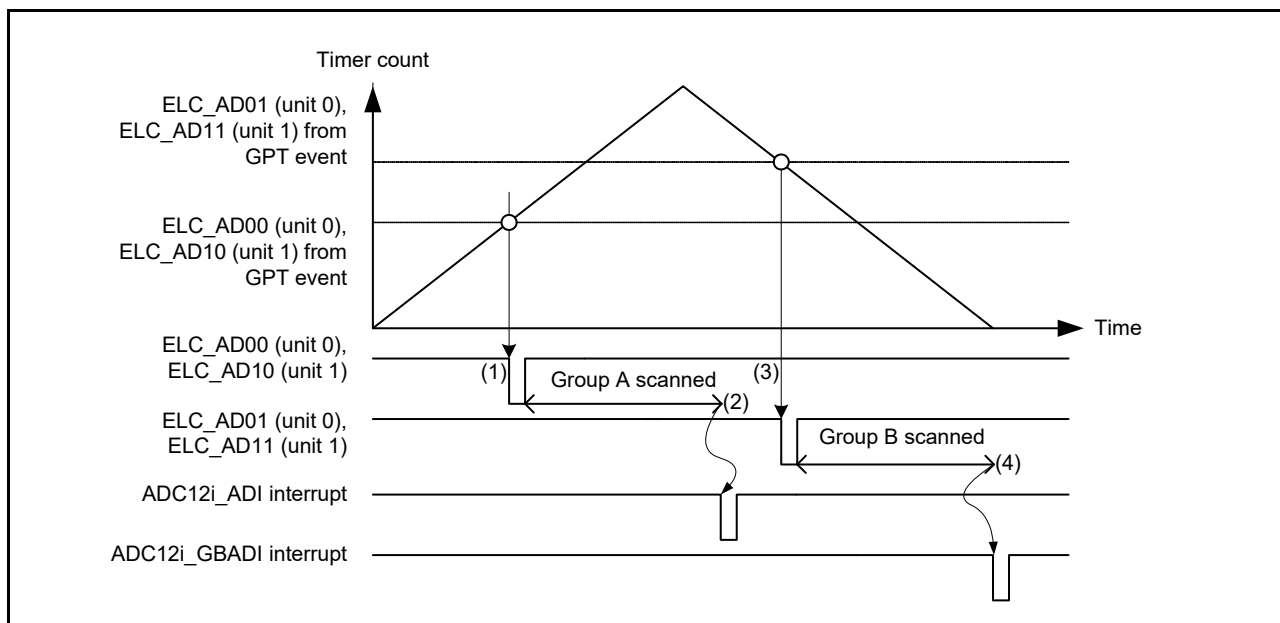 Timer count
ELC_AD01 (unit 0),
ELC_AD11 (unit 1) from
GPT event
ELC_AD00 (unit 0),
ELC_AD10 (unit 1) from
GPT event
Time
ELC_AD00 (unit 0),
ELC_AD10 (unit 1)
(1)
Group A scanned
(2)
(3)
ELC_AD01 (unit 0),
ELC_AD11 (unit 1)
Group B scanned
(4)
ADC12i_ADI interrupt
ADC12i_GBADI interrupt